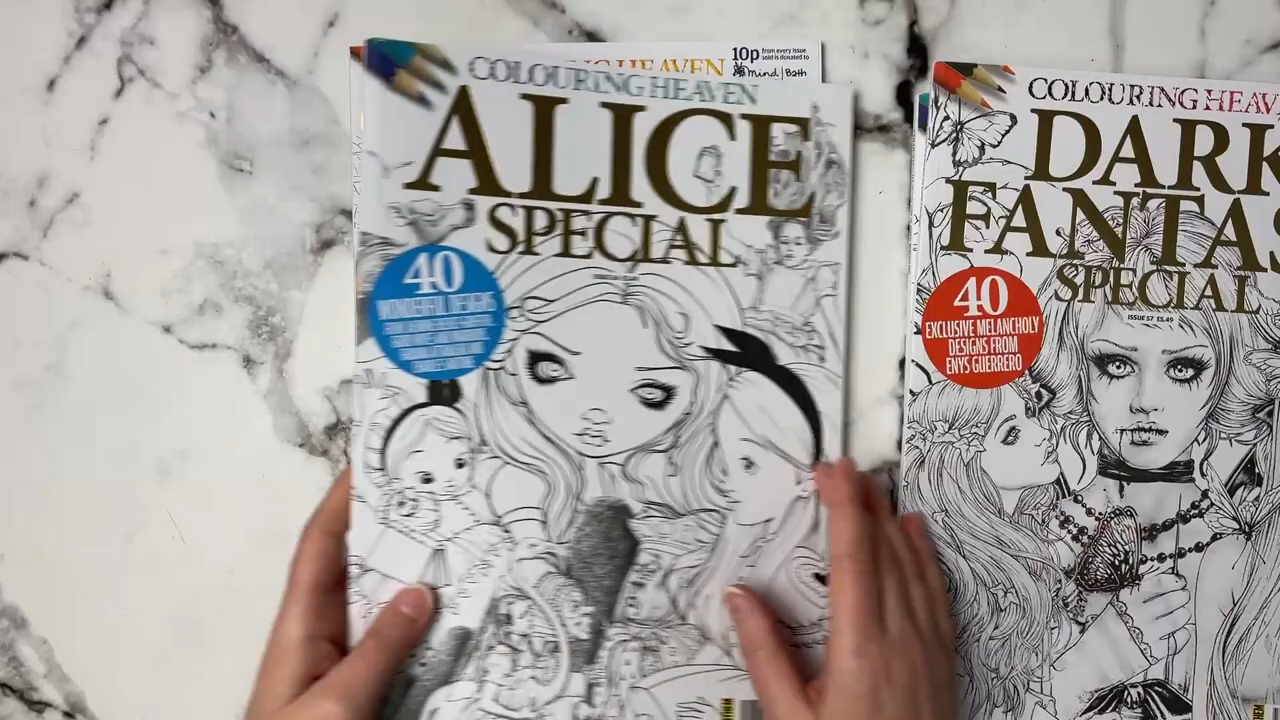 10p from every issue
sold is donated to
Mind | Bath
COLOURING HEAVEN
ALICE
SPECIAL
40
COLOURING HEAV
DARK
FANTAS
SPECIAL
ISSUE 57 £5.49
40
EXCLUSIVE MELANCHOLY
DESIGNS FROM
ENYS GUERRERO